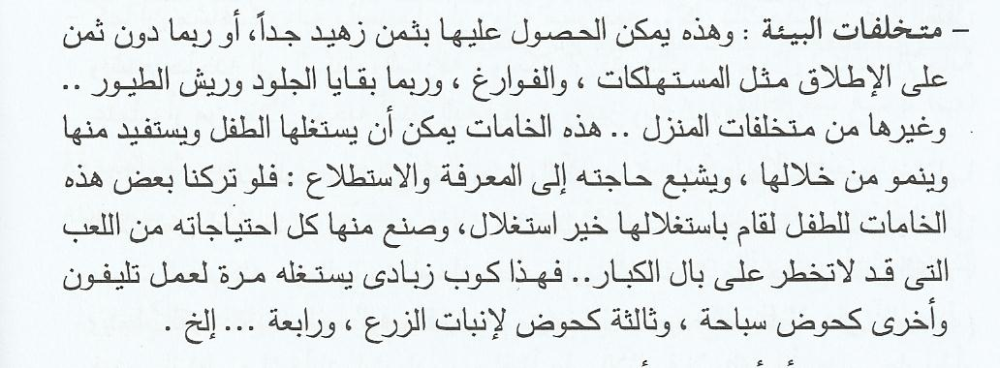 – متخلفات البيئة : وهذه يمكن الحصول عليها بثمن زهيد جداً، أو ربما دون ثمن
على الإطلاق مثل المستهلكات ، والفوارغ ، وربما بقايا الجلود وريش الطيور ..
وغيرها من متخلفات المنزل .. هذه الخامات يمكن أن يستغلها الطفل ويستفيد منها
وينمو من خلالها ، ويشبع حاجته إلى المعرفة والاستطلاع : فلو تركنا بعض هذه
الخامات للطفل لقام باستغلالها خير استغلال، وصنع منها كل احتياجاته من اللعب
التى قد لاتخطر على بال الكبار.. فهذا كوب زبادى يستغله مرة لعمل تليفون
وأخرى كحوض سباحة ، وثالثة كحوض لإنبات الزرع ، ورابعة ... إلخ .